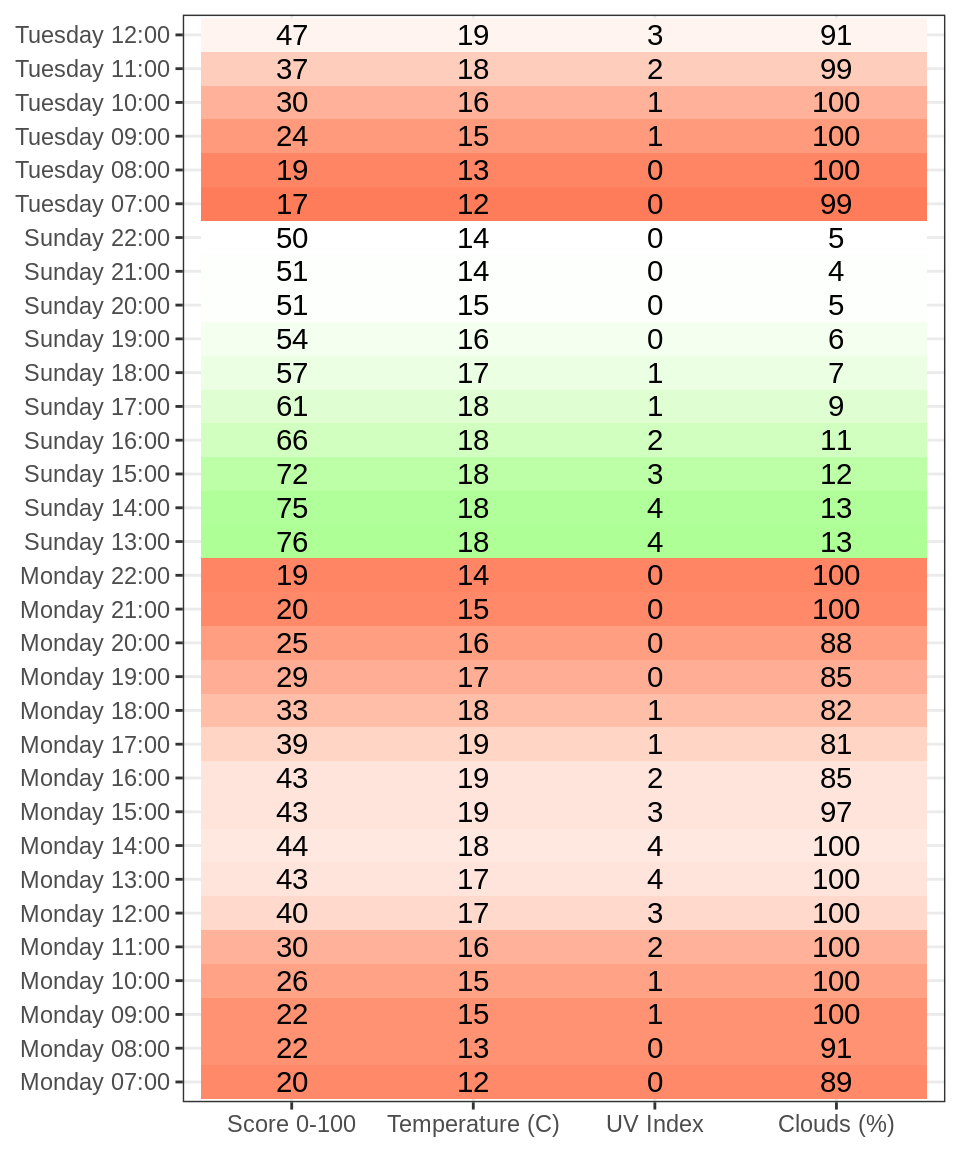 Tuesday 12:00 47 19 3 91
Tuesday 11:00 37 18 2 99
Tuesday 10:00 30 16 1 100
Tuesday 09:00 24 15 1 100
Tuesday 08:00 19 13 0 100
Tuesday 07:00 17 12 0 99
Sunday 22:00 50 14 0 5
Sunday 21:00 51 14 0 4
Sunday 20:00 51 15 0 5
Sunday 19:00 54 16 0 6
Sunday 18:00 57 17 1 7
Sunday 17:00 61 18 1 9
Sunday 16:00 66 18 2 11
Sunday 15:00 72 18 3 12
Sunday 14:00 75 18 4 13
Sunday 13:00 76 18 4 13
Monday 22:00 19 14 0 100
Monday 21:00 20 15 0 100
Monday 20:00 25 16 0 88
Monday 19:00 29 17 0 85
Monday 18:00 33 18 1 82
Monday 17:00 39 19 1 81
Monday 16:00 43 19 2 85
Monday 15:00 43 19 3 97
Monday 14:00 44 18 4 100
Monday 13:00 43 17 4 100
Monday 12:00 40 17 3 100
Monday 11:00 30 16 2 100
Monday 10:00 26 15 1 100
Monday 09:00 22 15 1 100
Monday 08:00 22 13 0 91
Monday 07:00 20 12 0 89
Score 0-100 Temperature (C) UV Index Clouds (%)